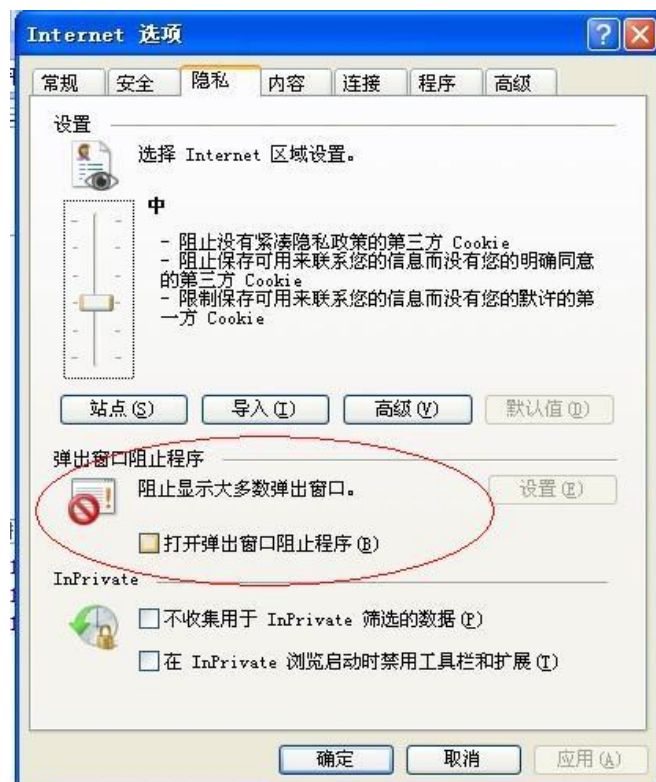 Internet 选项
常规 安全 隐私 内容 连接 程序 高级
设置
选择 Internet 区域设置。
中
- 阻止没有紧凑隐私政策的第三方 Cookie
- 阻止保存可用来联系您的信息而没有您的明确同意
的第三方 Cookie
- 限制保存可用来联系您的信息而没有您的默许的第
一方 Cookie
站点(S) 导入(I) 高级(V) 默认值(D)
弹出窗口阻止程序
阻止显示大多数弹出窗口。 设置(E)
打开弹出窗口阻止程序(B)
InPrivate
不收集用于 InPrivate 筛选的数据(P)
在 InPrivate 浏览启动时禁用工具栏和扩展(T)
确定 取消 应用(A)